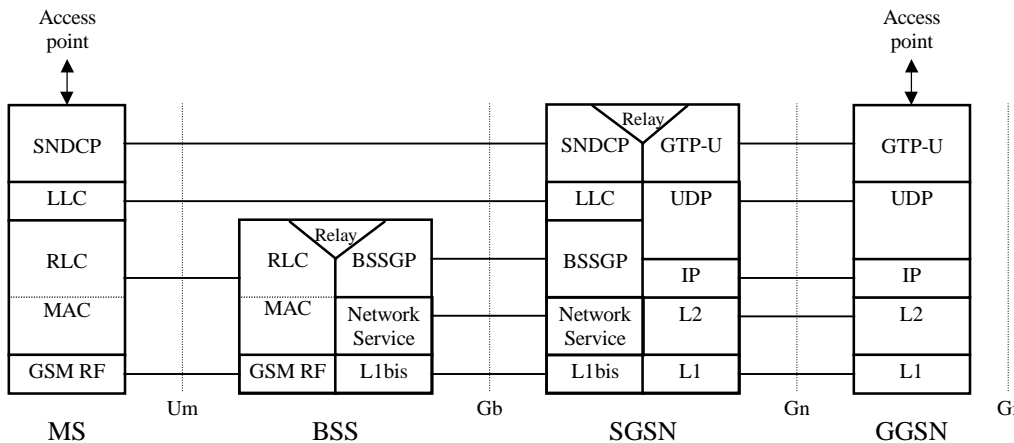 Access
point
Access
point
Relay
SNDCP
SNDCP
GTP-U
GTP-U
LLC
LLC
UDP
UDP
Relay
RLC
RLC
BSSGP
BSSGP
IP
IP
MAC
MAC
Network
Service
Network
Service
L2
L2
GSM RF
GSM RF
L1bis
L1bis
L1
L1
Um
Gb
Gn
MS
BSS
SGSN
GGSN